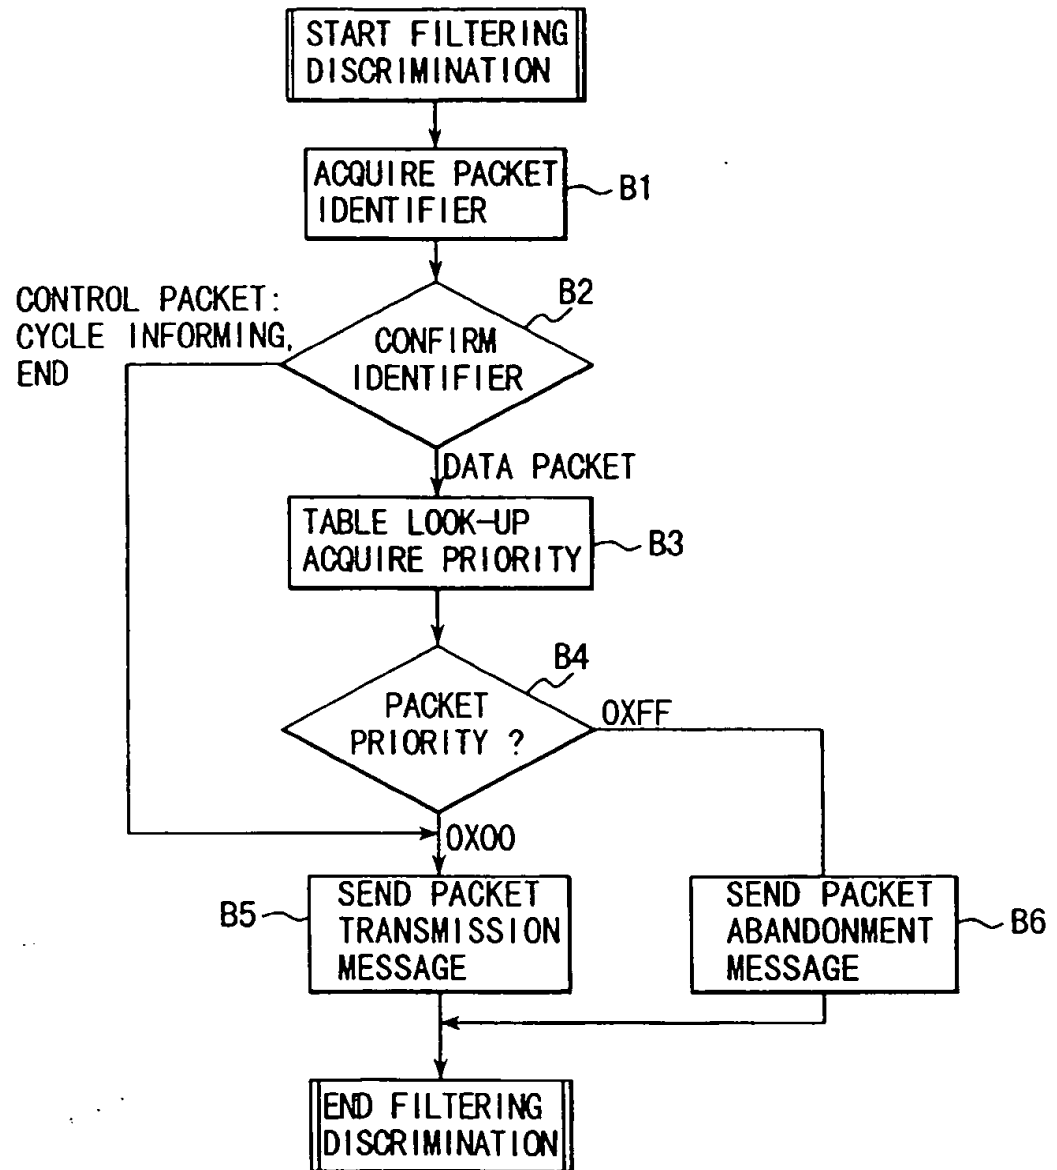 START FILTERING
DISCRIMINATION
ACQUIRE PACKET
IDENTIFIER
B1
CONTROL PACKET:
CYCLE INFORMING,
END
B2
CONFIRM
IDENTIFIER
DATA PACKET
TABLE LOOK-UP
ACQUIRE PRIORITY
B3
B4
PACKET
PRIORITY ?
0XFF
0X00
B5
SEND PACKET
TRANSMISSION
MESSAGE
SEND PACKET
ABANDONMENT
MESSAGE
B6
END FILTERING
DISCRIMINATION